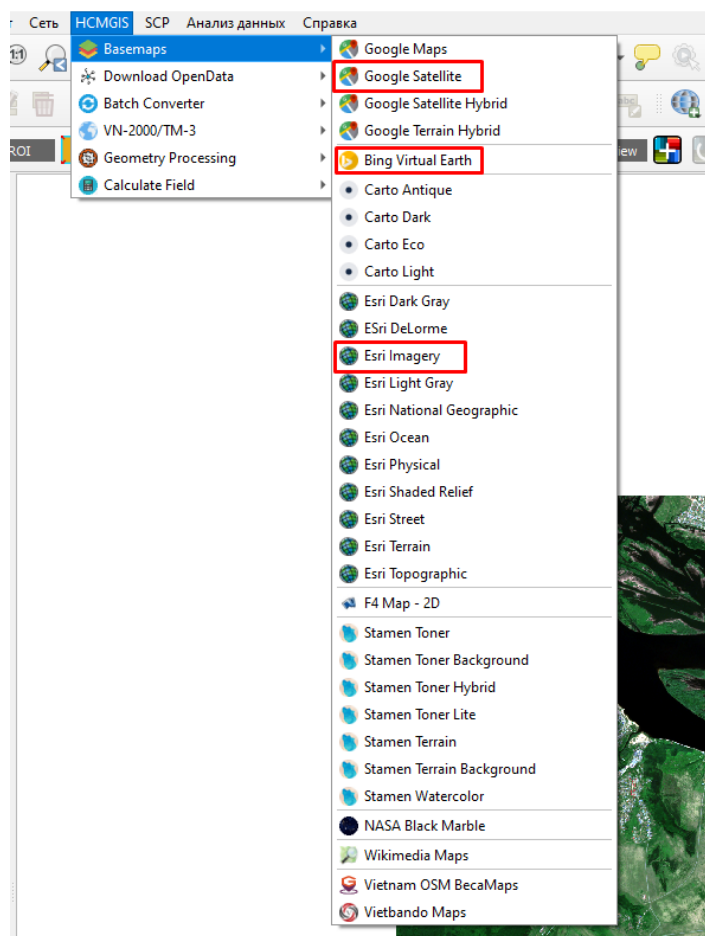 Сеть HCMGIS SCP Анализ данных Справка
1:1
Basemaps
Download OpenData
Batch Converter
VN-2000/TM-3
Geometry Processing
Calculate Field
ROI
Google Maps
Google Satellite
Google Satellite Hybrid
Google Terrain Hybrid
Bing Virtual Earth
Carto Antique
Carto Dark
Carto Eco
Carto Light
Esri Dark Gray
ESri DeLorme
Esri Imagery
Esri Light Gray
Esri National Geographic
Esri Ocean
Esri Physical
Esri Shaded Relief
Esri Street
Esri Terrain
Esri Topographic
F4 Map - 2D
Stamen Toner
Stamen Toner Background
Stamen Toner Hybrid
Stamen Toner Lite
Stamen Terrain
Stamen Terrain Background
Stamen Watercolor
NASA Black Marble
Wikimedia Maps
Vietnam OSM BecaMaps
Vietbando Maps
abc
iew